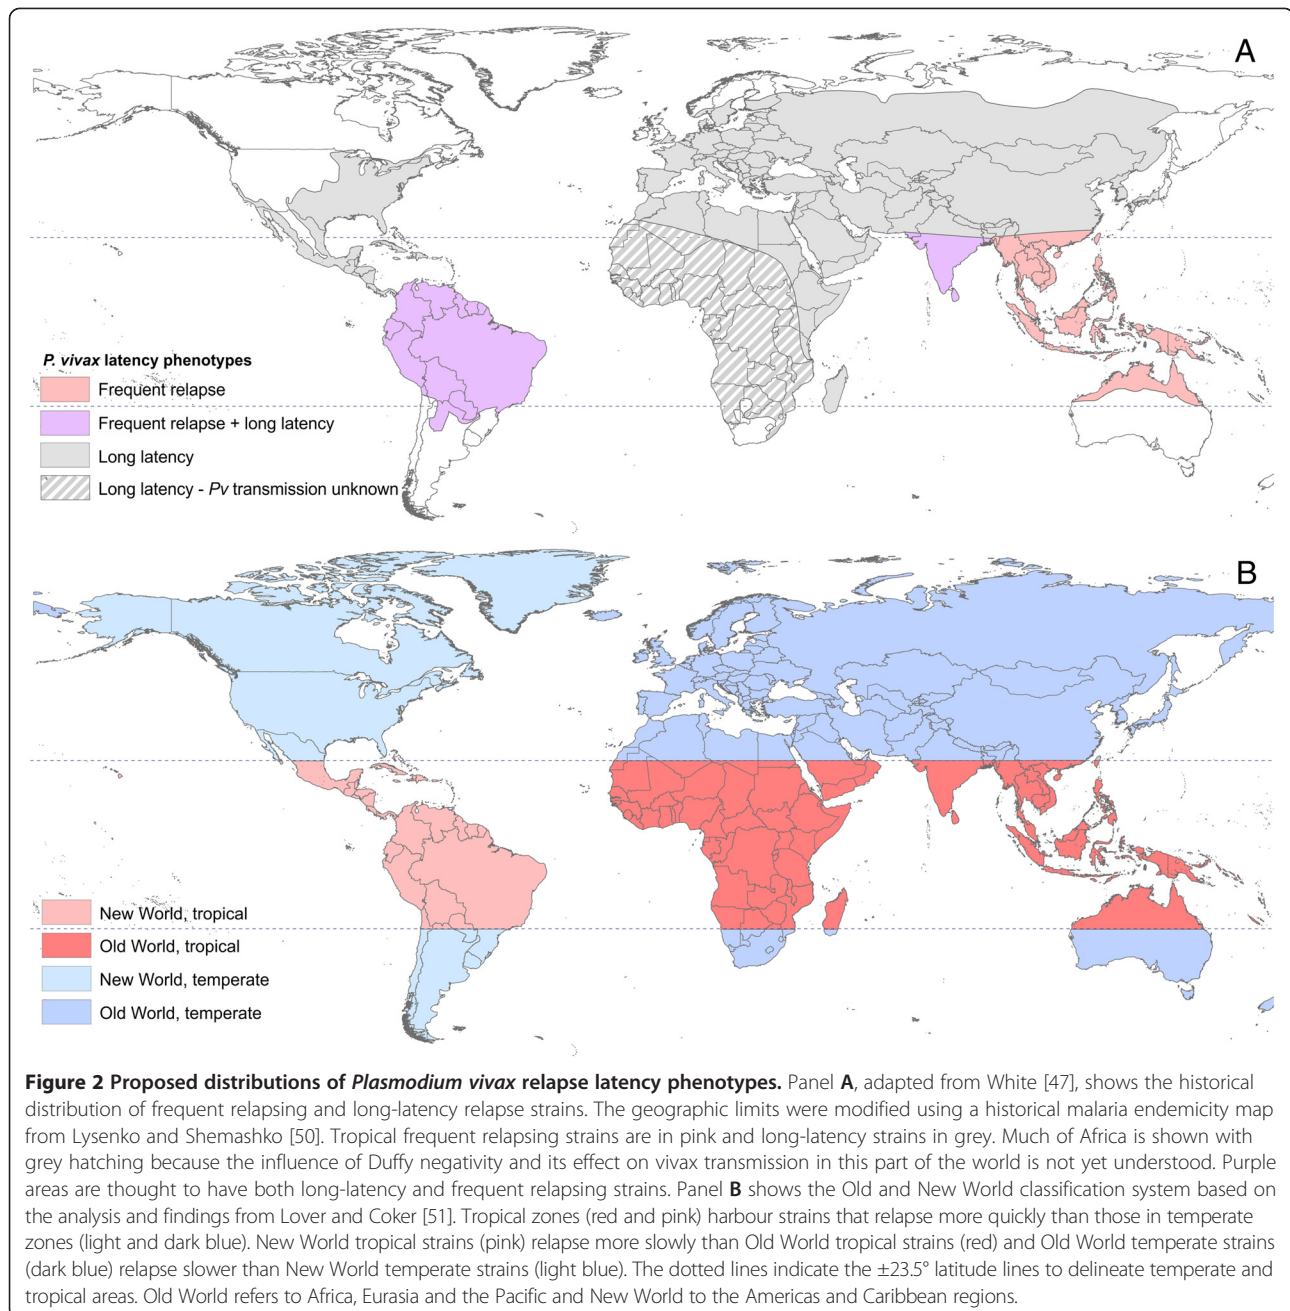 A
P. vivax latency phenotypes
Frequent relapse
Frequent relapse + long latency
Long latency
Long latency - Pv transmission unknown
B
New World, tropical
Old World, tropical
New World, temperate
Old World, temperate
Figure 2 Proposed distributions of Plasmodium vivax relapse latency phenotypes. Panel A, adapted from White [47], shows the historical
distribution of frequent relapsing and long-latency relapse strains. The geographic limits were modified using a historical malaria endemicity map
from Lysenko and Shemashko [50]. Tropical frequent relapsing strains are in pink and long-latency strains in grey. Much of Africa is shown with
grey hatching because the influence of Duffy negativity and its effect on vivax transmission in this part of the world is not yet understood. Purple
areas are thought to have both long-latency and frequent relapsing strains. Panel B shows the Old and New World classification system based on
the analysis and findings from Lover and Coker [51]. Tropical zones (red and pink) harbour strains that relapse more quickly than those in temperate
zones (light and dark blue). New World tropical strains (pink) relapse more slowly than Old World tropical strains (red) and Old World temperate strains
(dark blue) relapse slower than New World temperate strains (light blue). The dotted lines indicate the ±23.5° latitude lines to delineate temperate and
tropical areas. Old World refers to Africa, Eurasia and the Pacific and New World to the Americas and Caribbean regions.